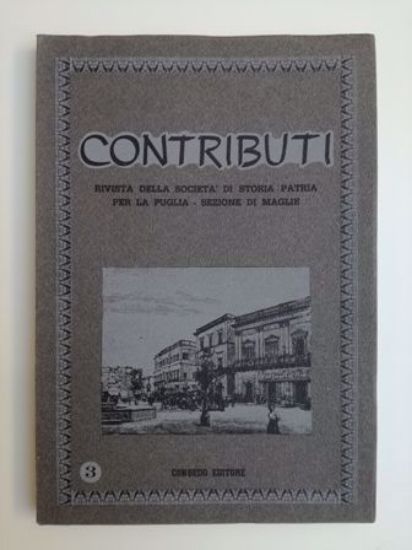 CONTRIBUTI
RIVISTA DELLA SOCIETA' DI STORIA PATRIA
PER LA PUGLIA - SEZIONE DI MAGLIE
3
CONGEDO EDITORE